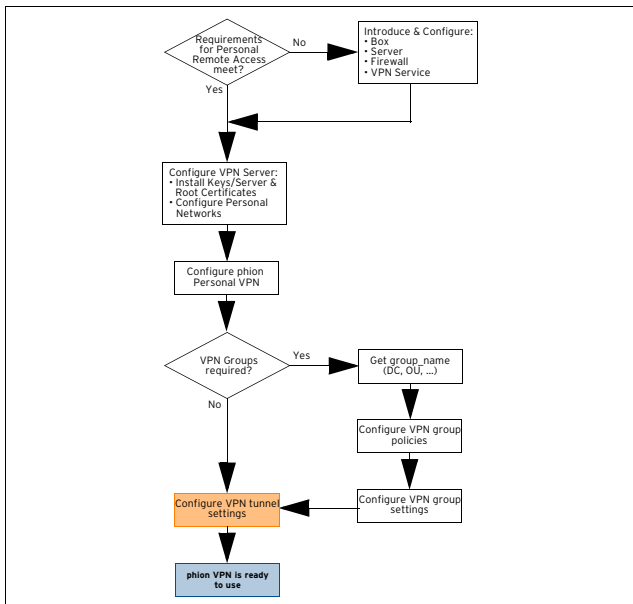 Requirements
for Personal
Remote Access
meet?
No
Yes
Introduce & Configure:
• Box
• Server
• Firewall
• VPN Service
Configure VPN Server:
• Install Keys/Server &
Root Certificates
• Configure Personal
Networks
Configure phion
Personal VPN
VPN Groups
required?
Yes
No
Get group_name
(DC, OU, ...)
Configure VPN group
policies
Configure VPN group
settings
Configure VPN tunnel
settings
phion VPN is ready
to use